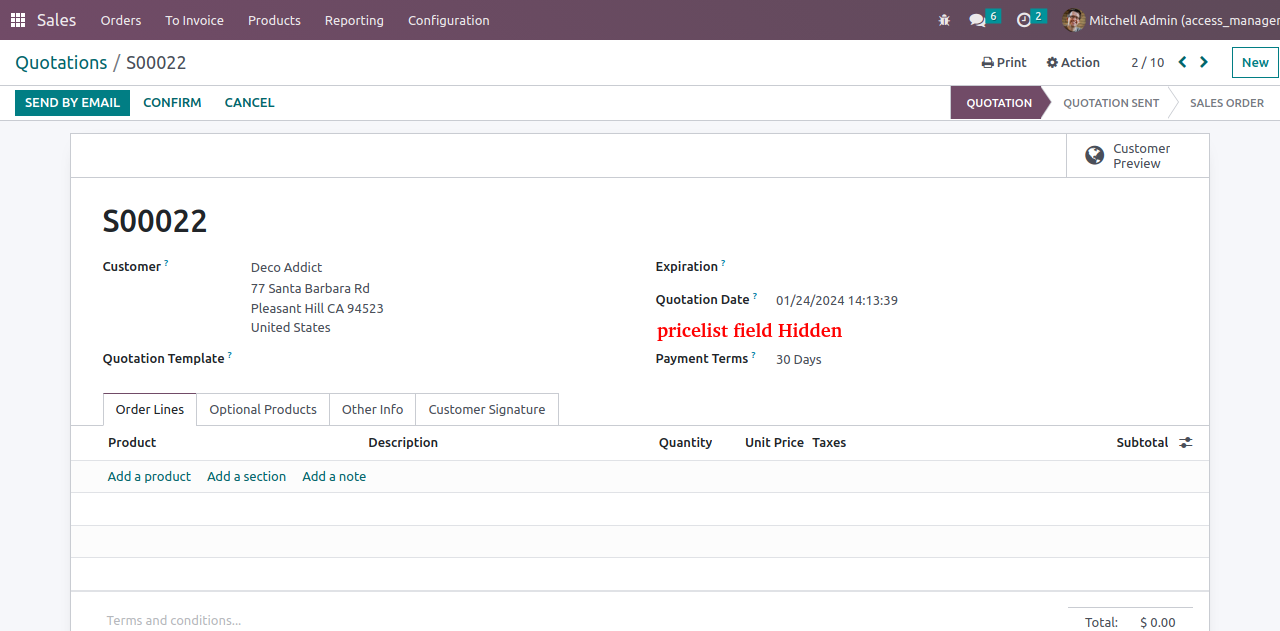 Sales Orders To Invoice Products Reporting Configuration 6 2 Mitchell Admin (access_manager
Quotations / S00022 Print Action 2 / 10 New
SEND BY EMAIL CONFIRM CANCEL QUOTATION QUOTATION SENT SALES ORDER
Customer
Preview
S00022
Customer ? Deco Addict Expiration ?
77 Santa Barbara Rd
Quotation Date ? 01/24/2024 14:13:39
Pleasant Hill CA 94523
United States pricelist field Hidden
Quotation Template ? Payment Terms ? 30 Days
Order Lines Optional Products Other Info Customer Signature
Product Description Quantity Unit Price Taxes Subtotal
Add a product Add a section Add a note
Terms and conditions... Total: $ 0.00